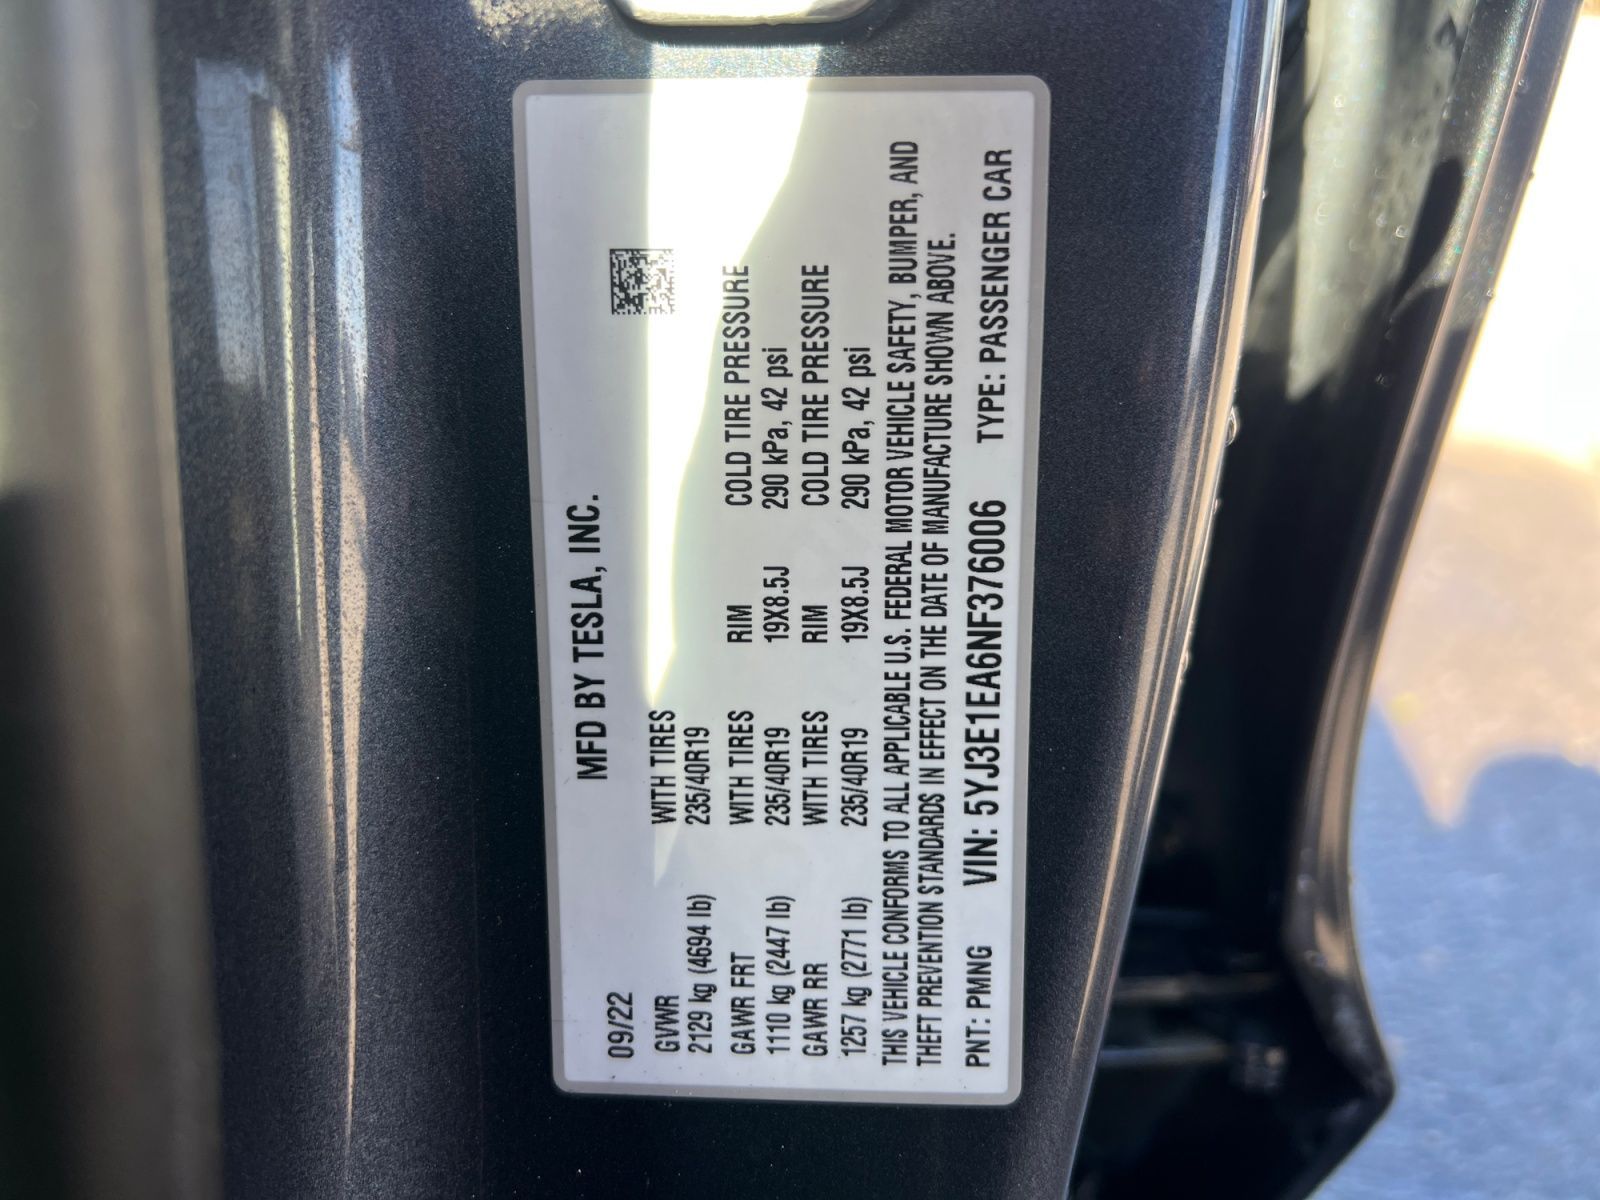 MFD BY TESLA, INC.
09/22
GVWR WITH TIRES
2129 kg (4694 lb) 235/40R19
GAWR FRT WITH TIRES RIM COLD TIRE PRESSURE
1110 kg (2447 lb) 235/40R19 19X8.5J 290 kPa, 42 psi
GAWR RR WITH TIRES RIM COLD TIRE PRESSURE
1257 kg (2771 lb) 235/40R19 19X8.5J 290 kPa, 42 psi
THIS VEHICLE CONFORMS TO ALL APPLICABLE U.S. FEDERAL MOTOR VEHICLE SAFETY, BUMPER, AND
THEFT PREVENTION STANDARDS IN EFFECT ON THE DATE OF MANUFACTURE SHOWN ABOVE.
PNT: PMNG VIN: 5YJ3E1EA6NF376006 TYPE: PASSENGER CAR